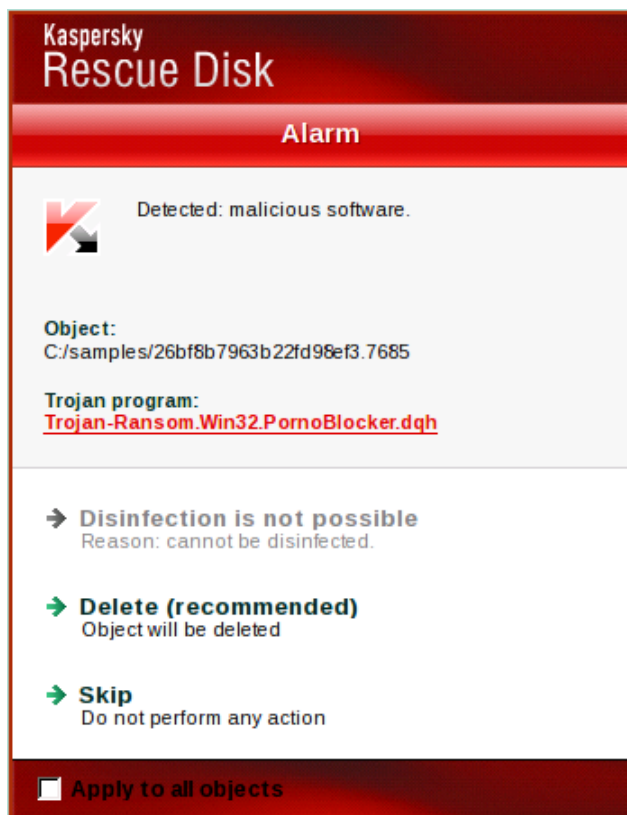 Kaspersky
Rescue Disk
Alarm
Detected: malicious software.
Object:
C:/samples/26bf8b7963b22fd98ef3.7685
Trojan program:
Trojan-Ransom.Win32.PornoBlocker.dqh
Disinfection is not possible
Reason: cannot be disinfected.
Delete (recommended)
Object will be deleted
Skip
Do not perform any action
Apply to all objects